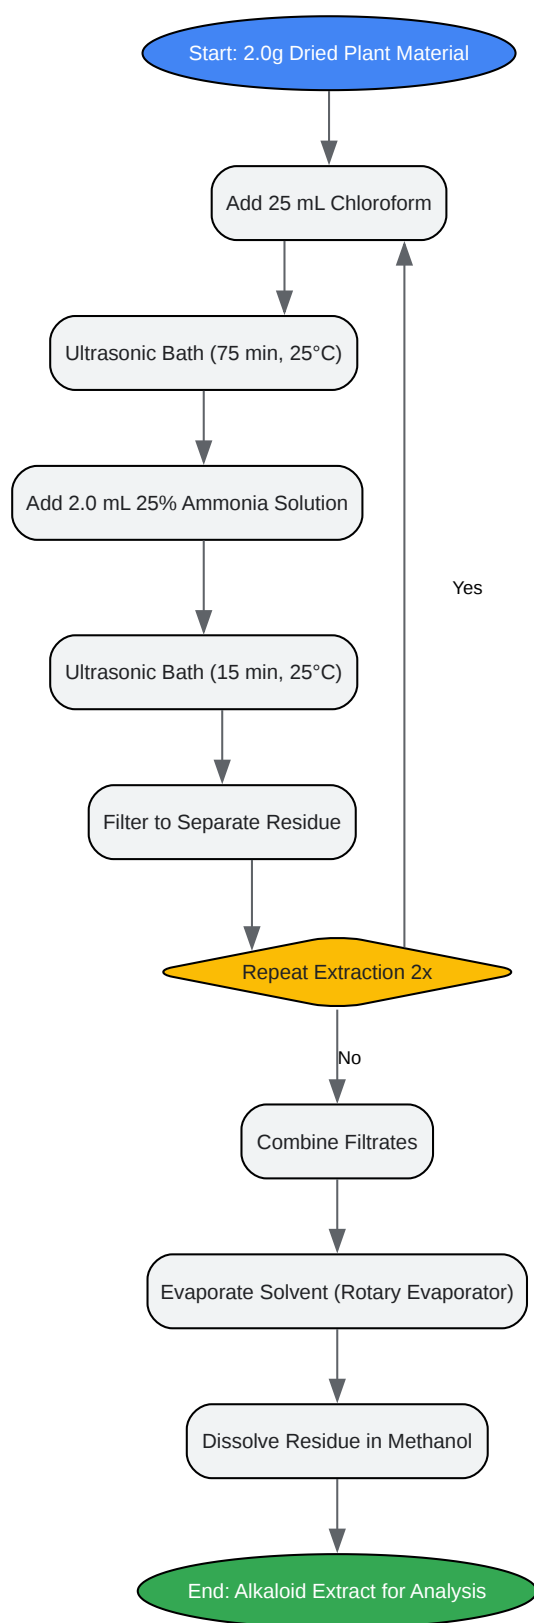 Start: 2.0g Dried Plant Material
Add 25 mL Chloroform
Ultrasonic Bath (75 min, 25°C)
Add 2.0 mL 25% Ammonia Solution
Yes
Ultrasonic Bath (15 min, 25°C)
Filter to Separate Residue
Repeat Extraction 2x
No
Combine Filtrates
Evaporate Solvent (Rotary Evaporator)
Dissolve Residue in Methanol
End: Alkaloid Extract for Analysis